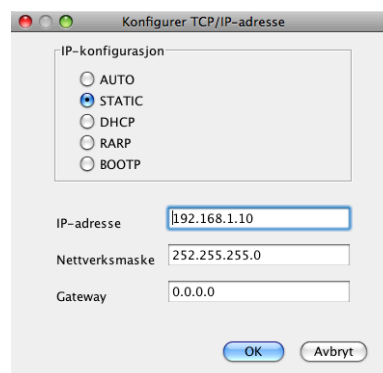 Konfigurer TCP/IP-adresse
IP-konfigurasjon
AUTO
STATIC
DHCP
RARP
BOOTP
IP-adresse 192.168.1.10
Nettverksmaske 252.255.255.0
Gateway 0.0.0.0
OK Avbryt